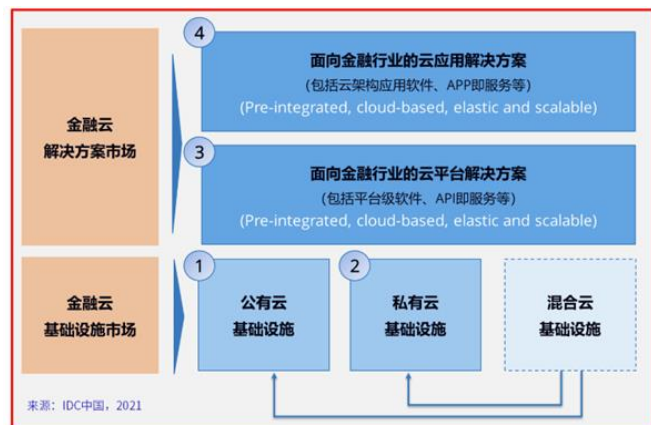 4
面向金融行业的云应用解决方案
(包括云架构应用软件、APP即服务等)
(Pre-integrated, cloud-based, elastic and scalable)
金融云
解决方案市场
3
面向金融行业的云平台解决方案
(包括平台级软件、API即服务等)
(Pre-integrated, cloud-based, elastic and scalable)
金融云
基础设施市场
1
公有云
基础设施
2
私有云
基础设施
混合云
基础设施
来源：IDC中国，2021